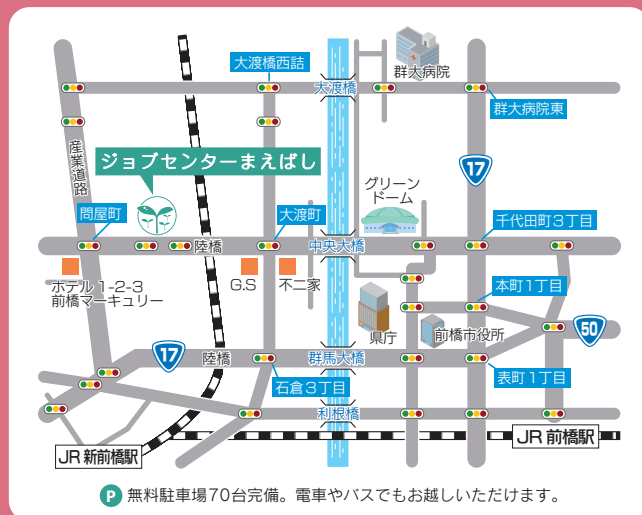 大渡橋西詰
群大病院
大渡橋
群大病院東
産業道路
ジョブセンターまえばし
17
グリーン
ドーム
問屋町
大渡町
千代田町3丁目
陸橋
中央大橋
ホテル 1-2-3
前橋マーキュリー
G.S
不二家
本町1丁目
県庁
前橋市役所
50
17
陸橋
群馬大橋
石倉3丁目
表町1丁目
利根橋
JR 新前橋駅
JR 前橋駅
P 無料駐車場70台完備。電車やバスでもお越しいただけます。